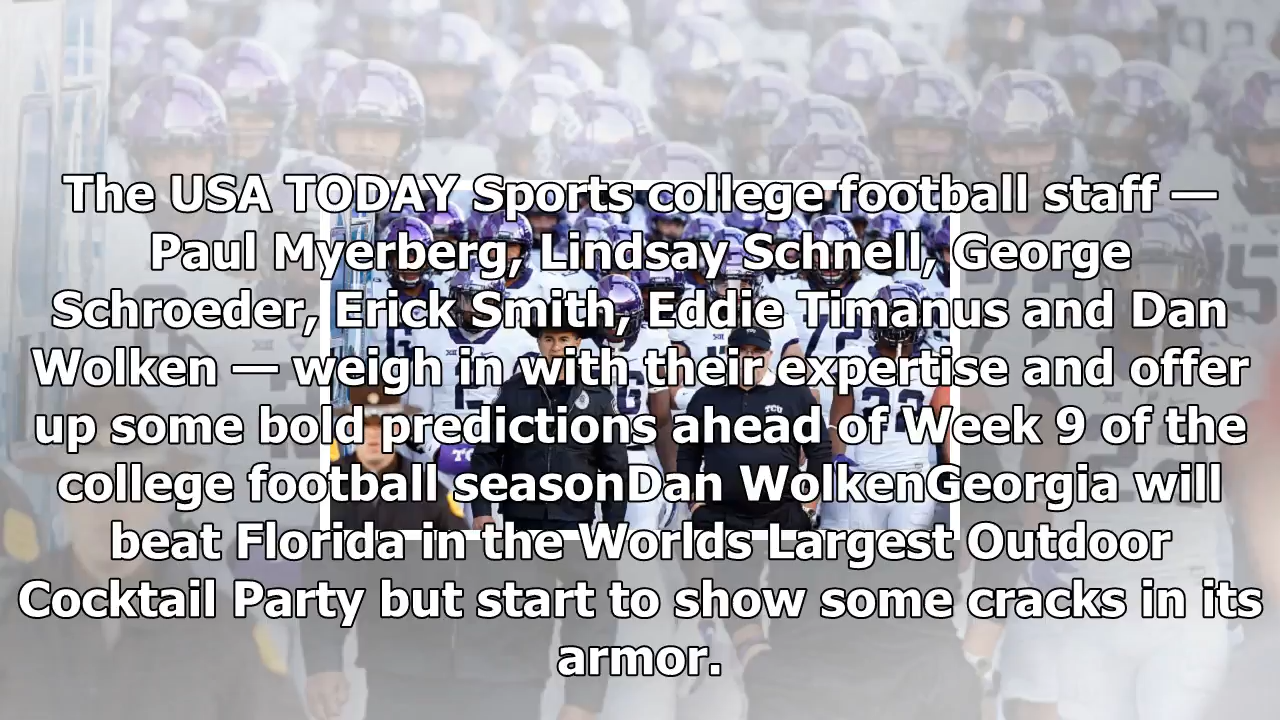 The USA TODAY Sports college football staff —
Paul Myerberg, Lindsay Schnell, George
Schroeder, Erick Smith, Eddie Timanus and Dan
Wolken — weigh in with their expertise and offer
up some bold predictions ahead of Week 9 of the
college football seasonDan WolkenGeorgia will
beat Florida in the Worlds Largest Outdoor
Cocktail Party but start to show some cracks in its
armor.
TCU